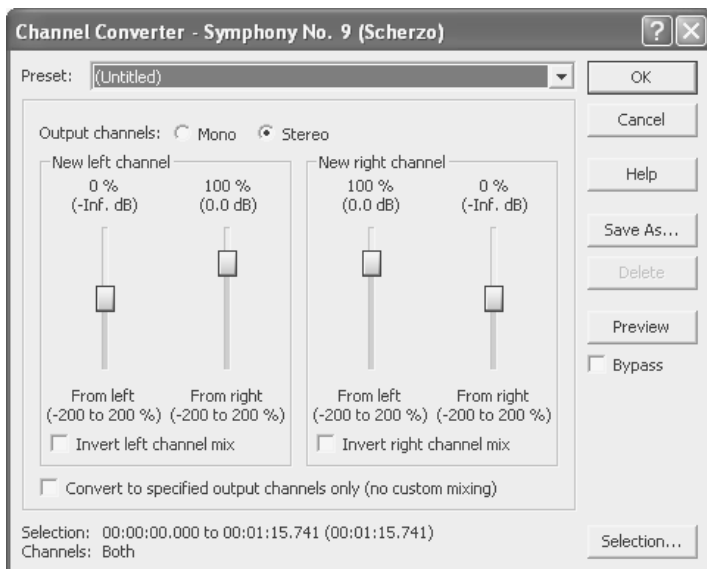 Channel Converter - Symphony No. 9 (Scherzo)
Preset: (Untitled)
OK
Cancel
Help
Save As...
Delete
Preview
Bypass
Output channels: Mono Stereo
New left channel
0 % 100 %
(-Inf. dB) (0.0 dB)
From left From right
(-200 to 200 %) (-200 to 200 %)
Invert left channel mix
New right channel
100 % 0 %
(0.0 dB) (-Inf. dB)
From left From right
(-200 to 200 %) (-200 to 200 %)
Invert right channel mix
Convert to specified output channels only (no custom mixing)
Selection: 00:00:00.000 to 00:01:15.741 (00:01:15.741)
Channels: Both
Selection...